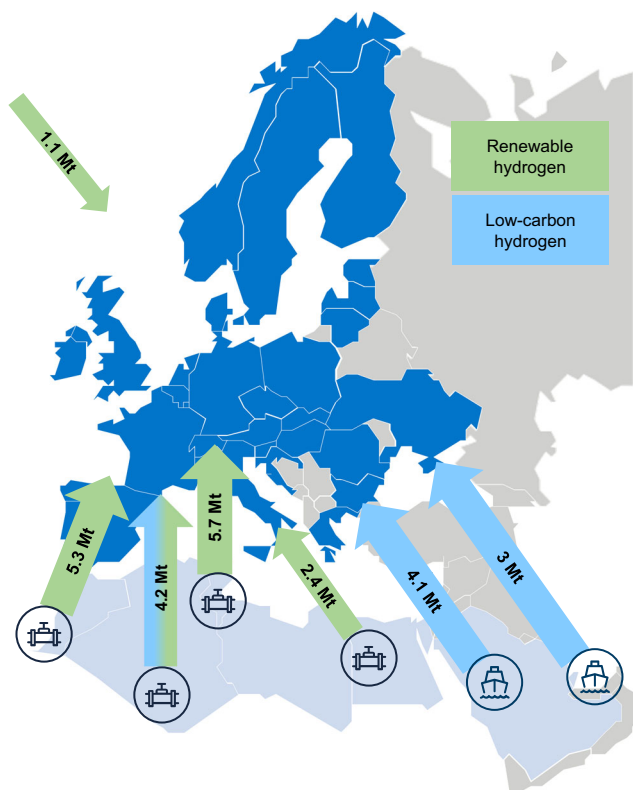 1.1 Mt
Renewable
hydrogen
Low-carbon
hydrogen
5.3 Mt
4.2 Mt
5.7 Mt
2.4 Mt
4.1 Mt
3 Mt